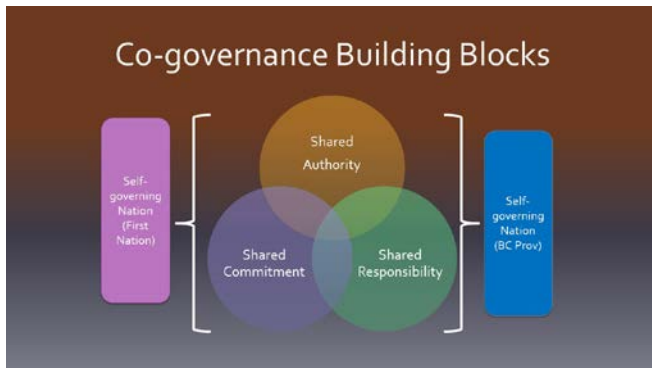 Co-governance Building Blocks
Self-
governing
Nation
(First
Nation)
Shared
Authority
Shared
Commitment
Shared
Responsibility
Self-
governing
Nation
(BC Prov)